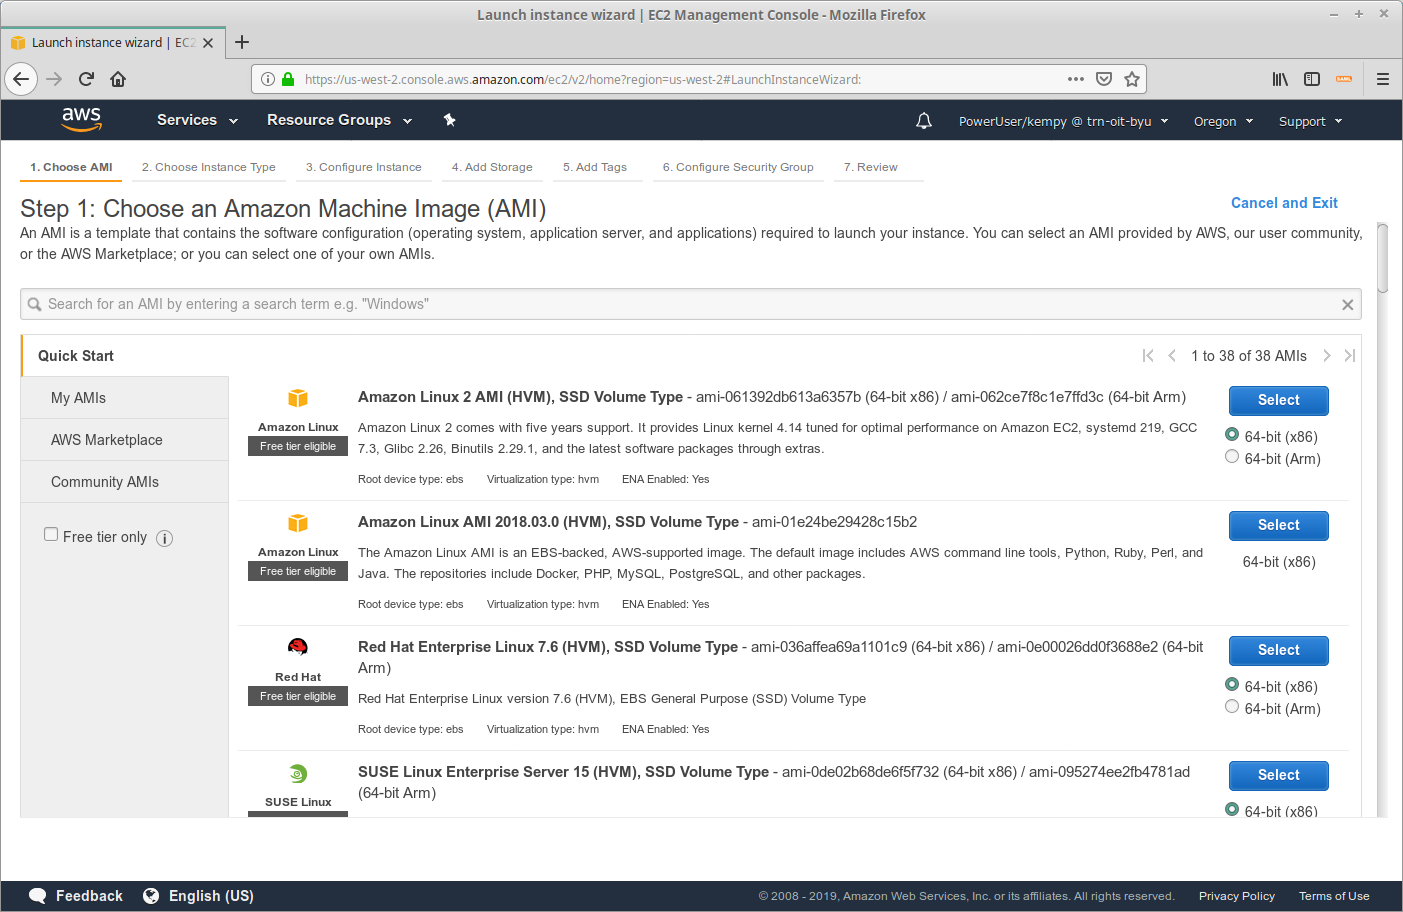 Launch instance wizard | EC2 Management Console - Mozilla Firefox
Launch instance wizard | EC2
https://us-west-2.console.aws.amazon.com/ec2/v2/home?region=us-west-2#LaunchInstanceWizard:
aws Services Resource Groups PowerUser/kempy @ trn-oit-byu Oregon Support
1. Choose AMI 2. Choose Instance Type 3. Configure Instance 4. Add Storage 5. Add Tags 6. Configure Security Group 7. Review
Step 1: Choose an Amazon Machine Image (AMI)
Cancel and Exit
An AMI is a template that contains the software configuration (operating system, application server, and applications) required to launch your instance. You can select an AMI provided by AWS, our user community,
or the AWS Marketplace; or you can select one of your own AMIs.
Search for an AMI by entering a search term e.g. "Windows"
Quick Start
My AMIs
AWS Marketplace
Community AMIs
Free tier only
1 to 38 of 38 AMIs
Amazon Linux
Free tier eligible
Amazon Linux 2 AMI (HVM), SSD Volume Type - ami-061392db613a6357b (64-bit x86) / ami-062ce7f8c1e7ffd3c (64-bit Arm)
Amazon Linux 2 comes with five years support. It provides Linux kernel 4.14 tuned for optimal performance on Amazon EC2, systemd 219, GCC
7.3, Glibc 2.26, Binutils 2.29.1, and the latest software packages through extras.
Root device type: ebs Virtualization type: hvm ENA Enabled: Yes
Select
64-bit (x86)
64-bit (Arm)
Amazon Linux
Free tier eligible
Amazon Linux AMI 2018.03.0 (HVM), SSD Volume Type - ami-01e24be29428c15b2
The Amazon Linux AMI is an EBS-backed, AWS-supported image. The default image includes AWS command line tools, Python, Ruby, Perl, and
Java. The repositories include Docker, PHP, MySQL, PostgreSQL, and other packages.
Root device type: ebs Virtualization type: hvm ENA Enabled: Yes
Select
64-bit (x86)
Red Hat
Free tier eligible
Red Hat Enterprise Linux 7.6 (HVM), SSD Volume Type - ami-036affea69a1101c9 (64-bit x86) / ami-0e00026dd0f3688e2 (64-bit
Arm)
Red Hat Enterprise Linux version 7.6 (HVM), EBS General Purpose (SSD) Volume Type
Root device type: ebs Virtualization type: hvm ENA Enabled: Yes
Select
64-bit (x86)
64-bit (Arm)
SUSE Linux
SUSE Linux Enterprise Server 15 (HVM), SSD Volume Type - ami-0de02b68de6f5f732 (64-bit x86) / ami-095274ee2fb4781ad
(64-bit Arm)
Select
64-bit (x86)
Feedback English (US) © 2008 - 2019, Amazon Web Services, Inc. or its affiliates. All rights reserved. Privacy Policy Terms of Use